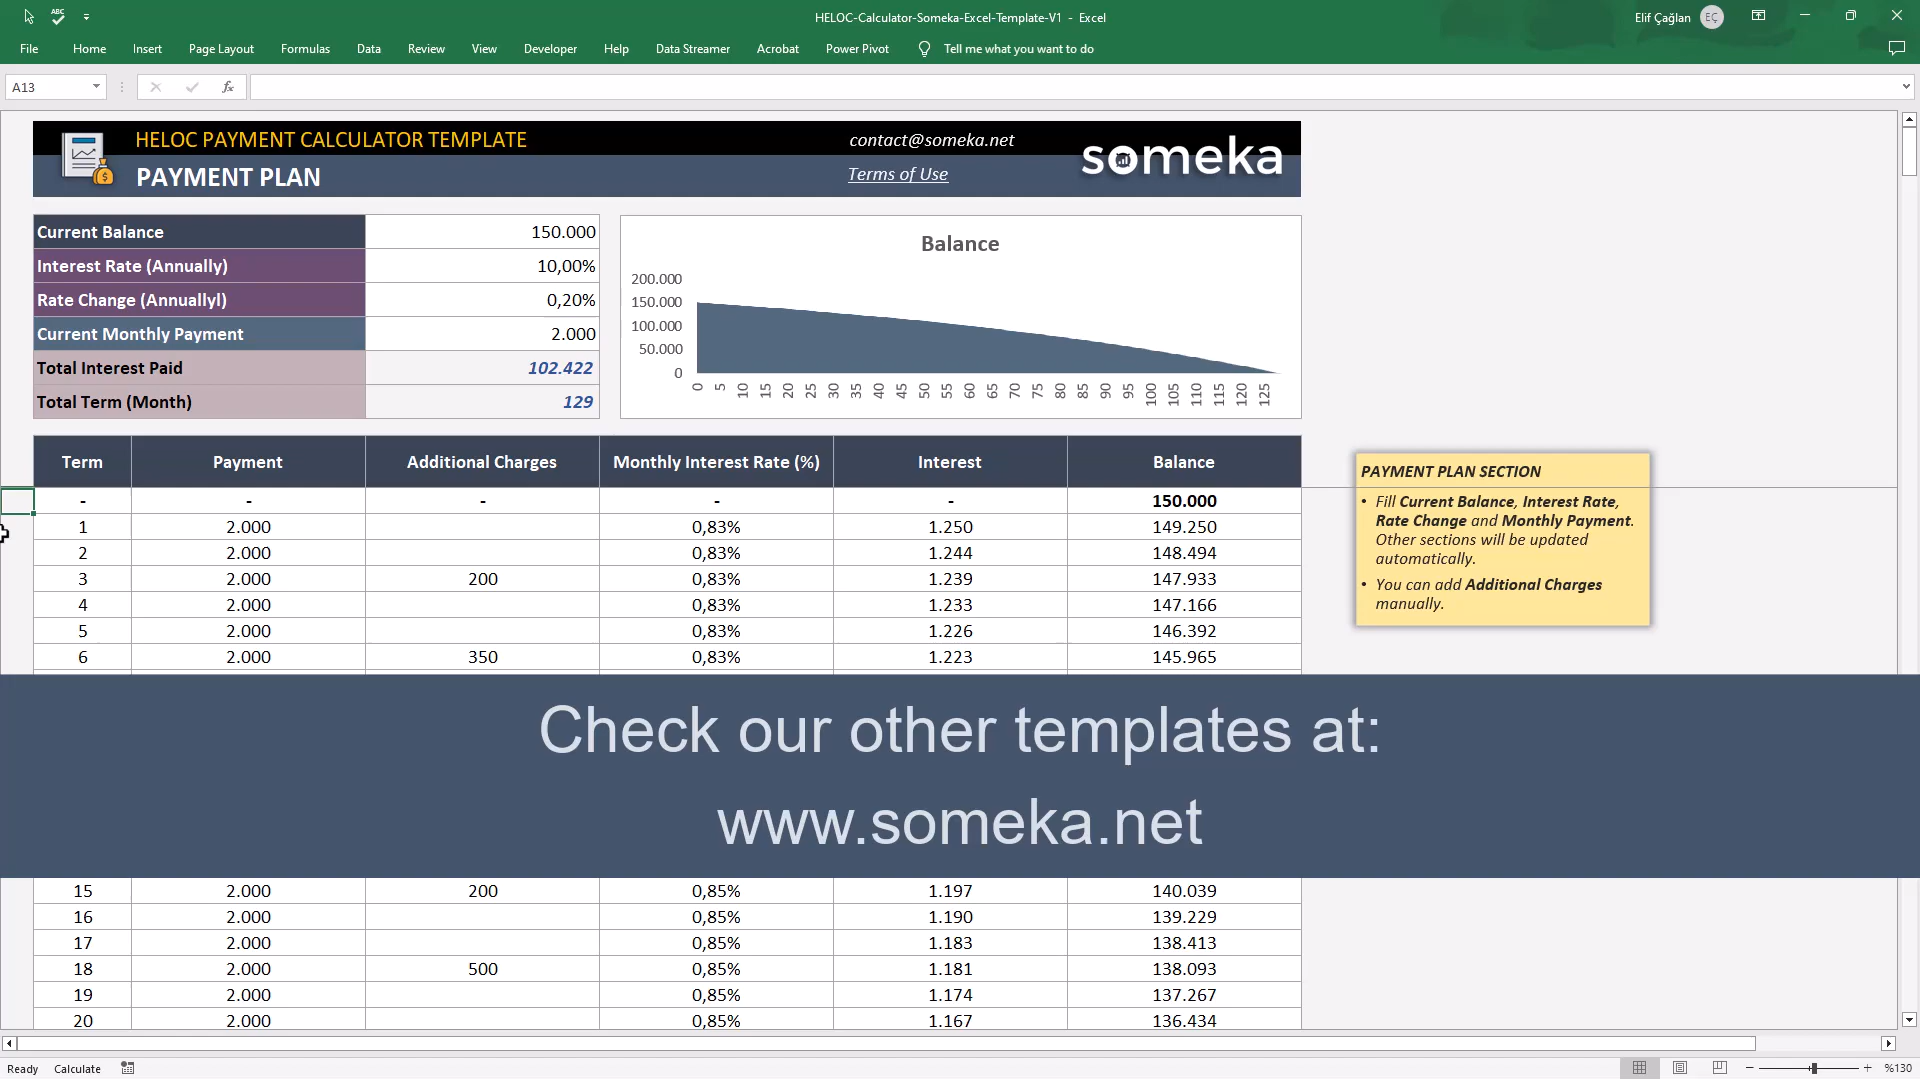 ABC
HELOC-Calculator-Someka-Excel-Template-V1 - Excel
Elif Çağlan EÇ
File Home Insert Page Layout Formulas Data Review View Developer Help Data Streamer Acrobat Power Pivot Tell me what you want to do
A13 fx
HELOC PAYMENT CALCULATOR TEMPLATE contact@someka.net
someka
PAYMENT PLAN Terms of Use
Current Balance 150.000
Interest Rate (Annually) 10,00%
Rate Change (Annuallyl) 0,20%
Current Monthly Payment 2.000
Total Interest Paid 102.422
Total Term (Month) 129
Balance
200.000
150.000
100.000
50.000
0
0 5 10 15 20 25 30 35 40 45 50 55 60 65 70 75 80 85 90 95 100 105 110 115 120 125
Term Payment Additional Charges Monthly Interest Rate (%) Interest Balance
- - - - - 150.000
1 2.000 0,83% 1.250 149.250
2 2.000 0,83% 1.244 148.494
3 2.000 200 0,83% 1.239 147.933
4 2.000 0,83% 1.233 147.166
5 2.000 0,83% 1.226 146.392
6 2.000 350 0,83% 1.223 145.965
PAYMENT PLAN SECTION
• Fill Current Balance, Interest Rate,
Rate Change and Monthly Payment.
Other sections will be updated
automatically.
• You can add Additional Charges
manually.
Check our other templates at:
www.someka.net
15 2.000 200 0,85% 1.197 140.039
16 2.000 0,85% 1.190 139.229
17 2.000 0,85% 1.183 138.413
18 2.000 500 0,85% 1.181 138.093
19 2.000 0,85% 1.174 137.267
20 2.000 0,85% 1.167 136.434
Ready Calculate %130